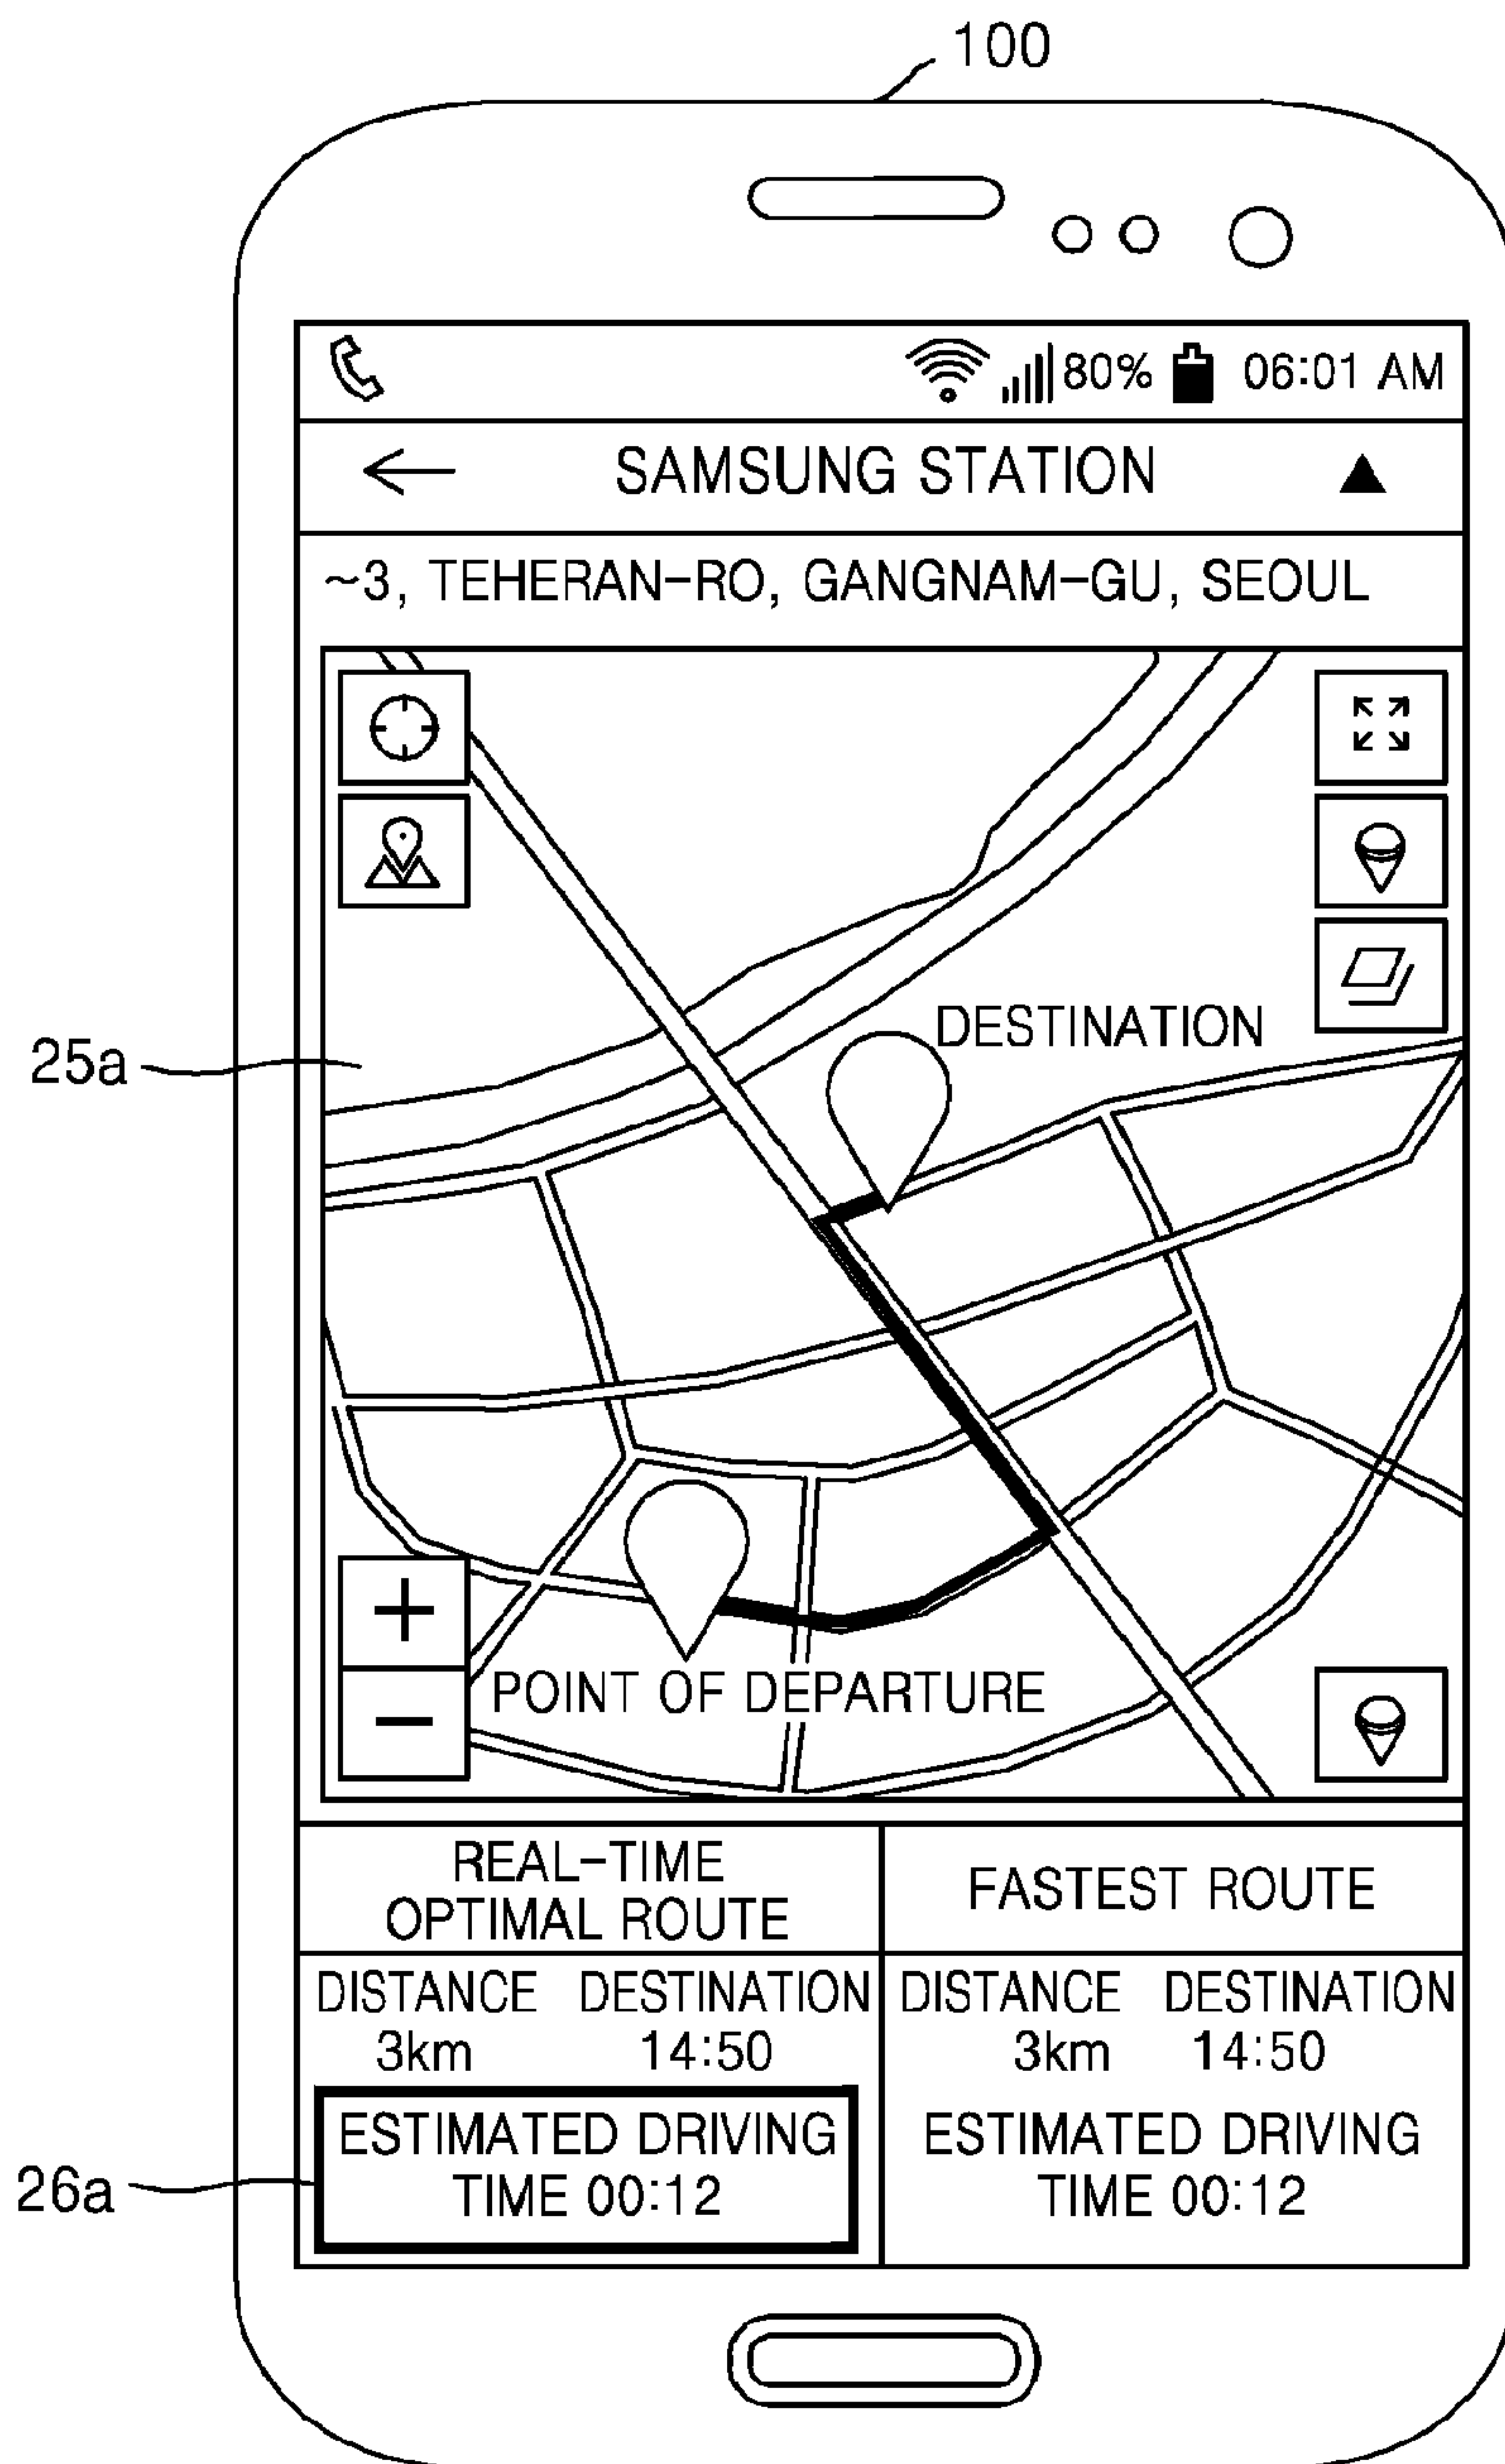 100
80% 06:01 AM
SAMSUNG STATION
~3, TEHERAN-RO, GANGNAM-GU, SEOUL
DESTINATION
25a
POINT OF DEPARTURE
REAL-TIME
OPTIMAL ROUTE
FASTEST ROUTE
DISTANCE DESTINATION
3km 14:50
ESTIMATED DRIVING
TIME 00:12
DISTANCE DESTINATION
3km 14:50
ESTIMATED DRIVING
TIME 00:12
26a